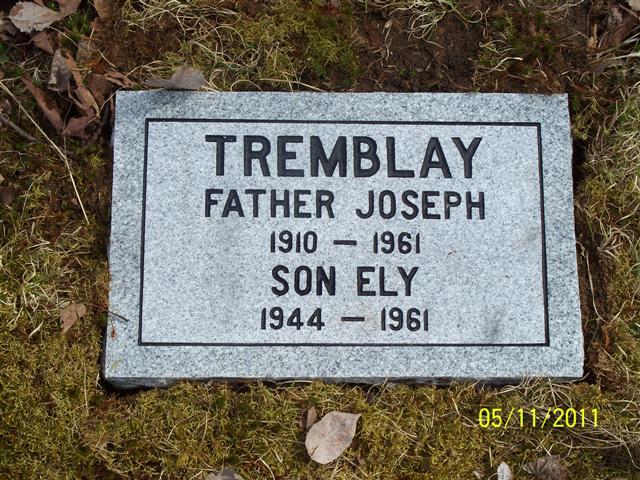 TREMBLAY
FATHER JOSEPH
1910 — 1961
SON ELY
1944 — 1961
05/11/2011